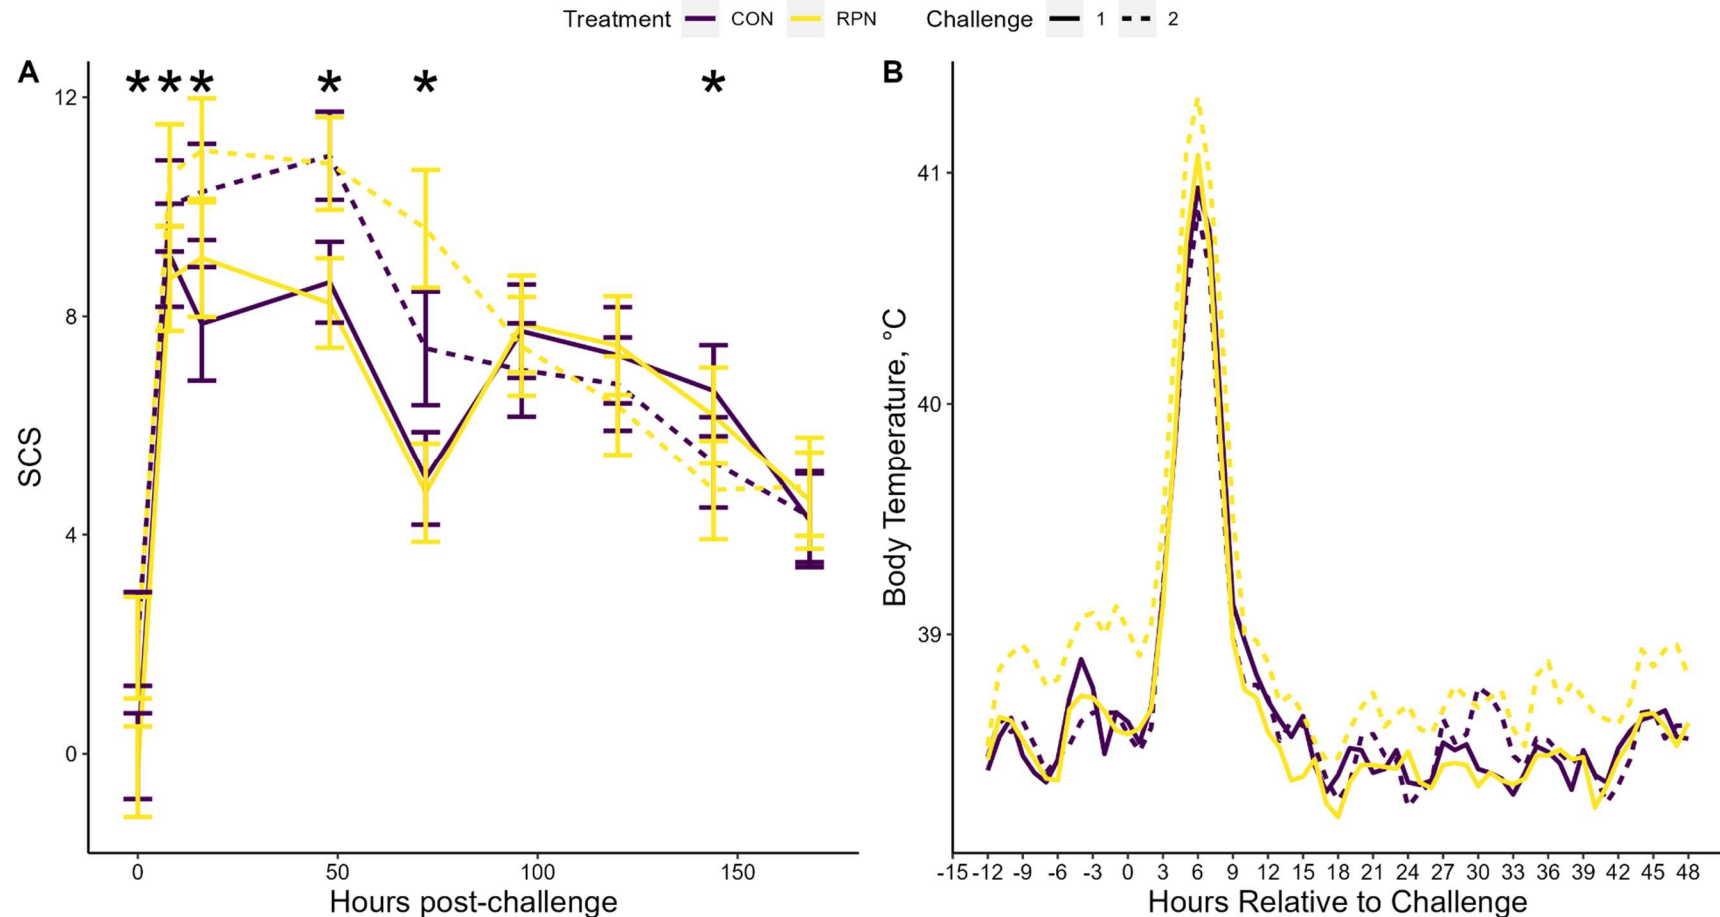 Treatment CON RPN Challenge 1 2
A
* * * * * *
12
8
4
0
SCS
0 50 100 150
Hours post-challenge
B
41
40
39
Body Temperature, °C
-15 -12 -9 -6 -3 0 3 6 9 12 15 18 21 24 27 30 33 36 39 42 45 48
Hours Relative to Challenge